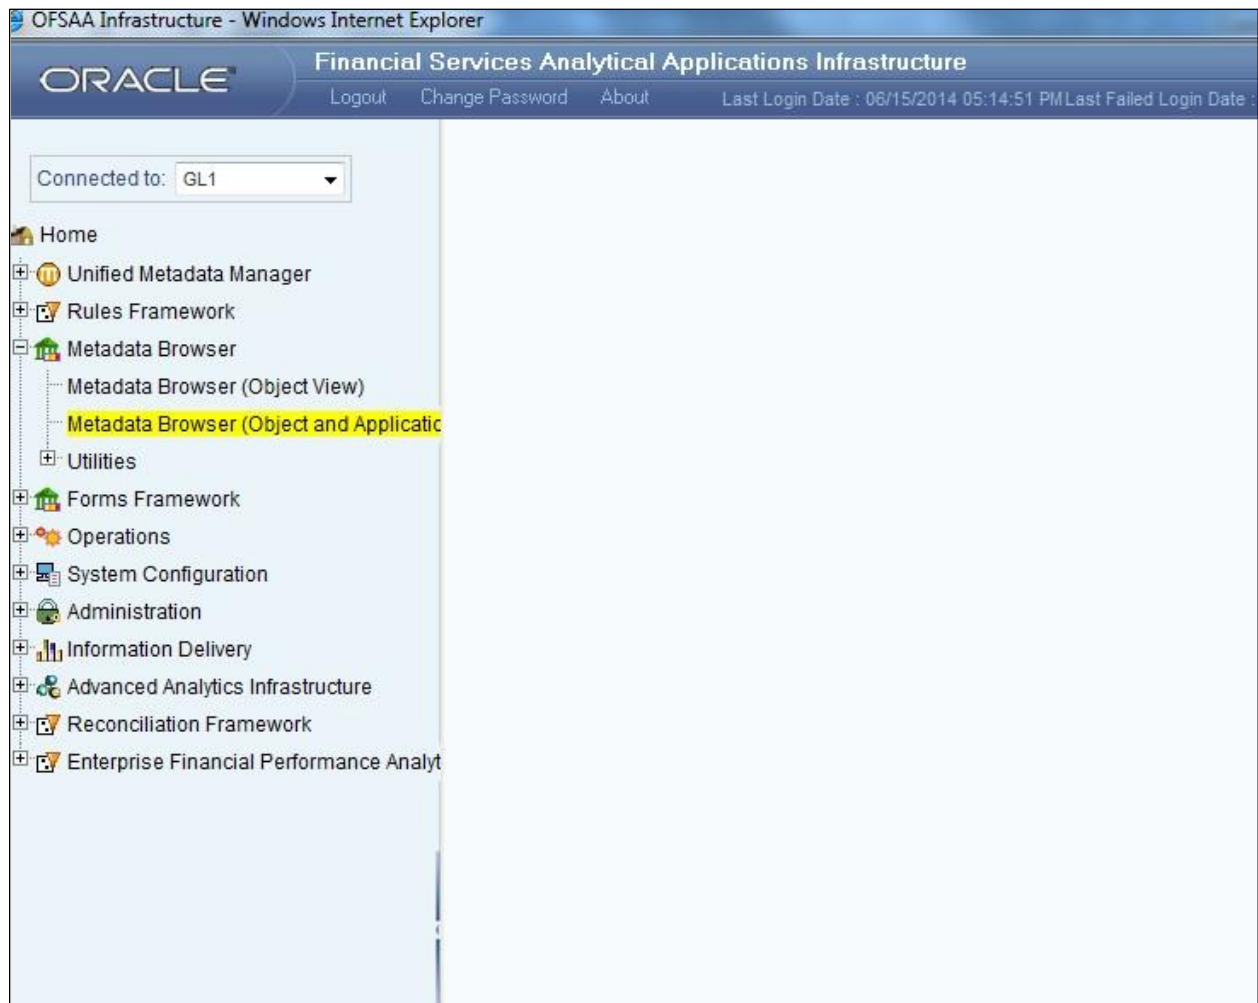 OFSAA Infrastructure - Windows Internet Explorer
ORACLE
Financial Services Analytical Applications Infrastructure
Logout Change Password About Last Login Date : 06/15/2014 05:14:51 PM Last Failed Login Date :
Connected to: GL1
Home
Unified Metadata Manager
Rules Framework
Metadata Browser
Metadata Browser (Object View)
Metadata Browser (Object and
Utilities
Forms Framework
Operations
System Configuration
Administration
Information Delivery
Advanced Analytics Infrastructure
Reconciliation Framework
Enterprise Financial Performance